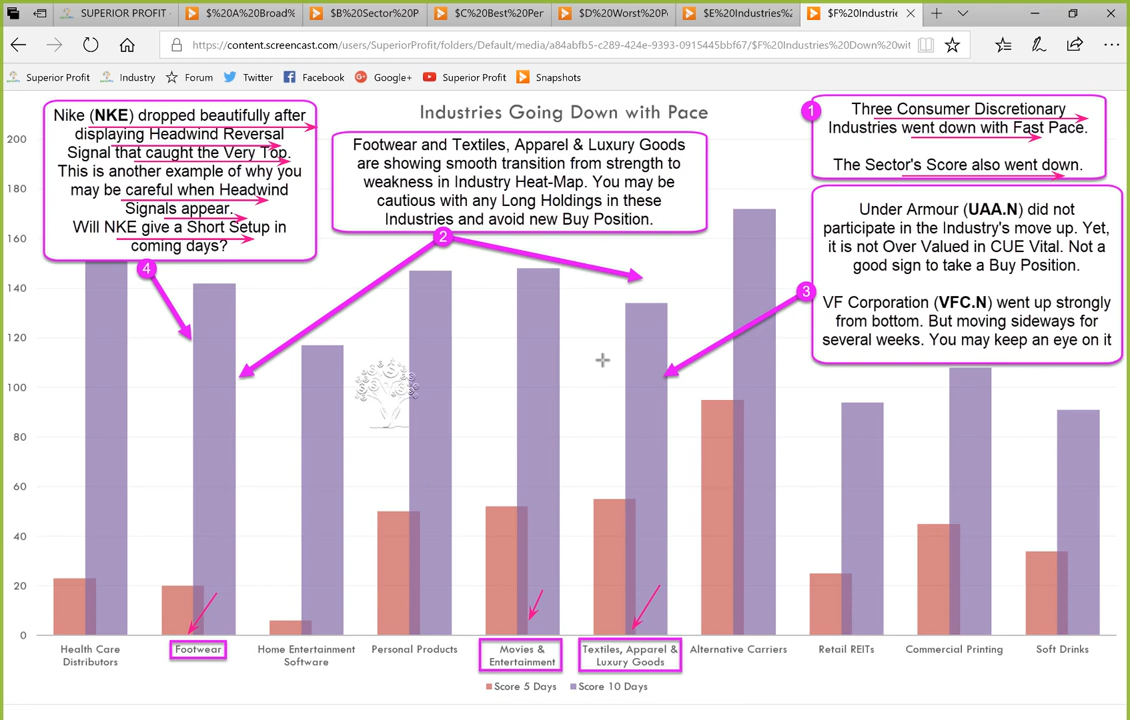 SUPERIOR PROFIT
$%20A%20Broad%
$B%20Sector%20P
$C%20Best%20Per
$D%20Worst%20P
$E%20Industries%2
$F%20Industrie
https://content.screencast.com/users/SuperiorProfit/folders/Default/media/a84abfb5-c289-424e-9393-0915445bbf67/$F%20Industries%20Down%20wit
Superior Profit
Industry
Forum
Twitter
Facebook
Google+
Superior Profit
Snapshots
Industries Going Down with Pace
Nike (NKE) dropped beautifully after
displaying Headwind Reversal
Signal that caught the Very Top.
This is another example of why you
may be careful when Headwind
Signals appear.
Will NKE give a Short Setup in
coming days?
4
Footwear and Textiles, Apparel & Luxury Goods
are showing smooth transition from strength to
weakness in Industry Heat-Map. You may be
cautious with any Long Holdings in these
Industries and avoid new Buy Position.
2
1
Three Consumer Discretionary
Industries went down with Fast Pace.
The Sector's Score also went down.
3
Under Armour (UAA.N) did not
participate in the Industry's move up. Yet,
it is not Over Valued in CUE Vital. Not a
good sign to take a Buy Position.
VF Corporation (VFC.N) went up strongly
from bottom. But moving sideways for
several weeks. You may keep an eye on it
200
180
160
140
120
100
80
60
40
20
0
Health Care
Distributors
Footwear
Home Entertainment
Software
Personal Products
Movies &
Entertainment
Textiles, Apparel &
Luxury Goods
Alternative Carriers
Retail REITs
Commercial Printing
Soft Drinks
Score 5 Days
Score 10 Days